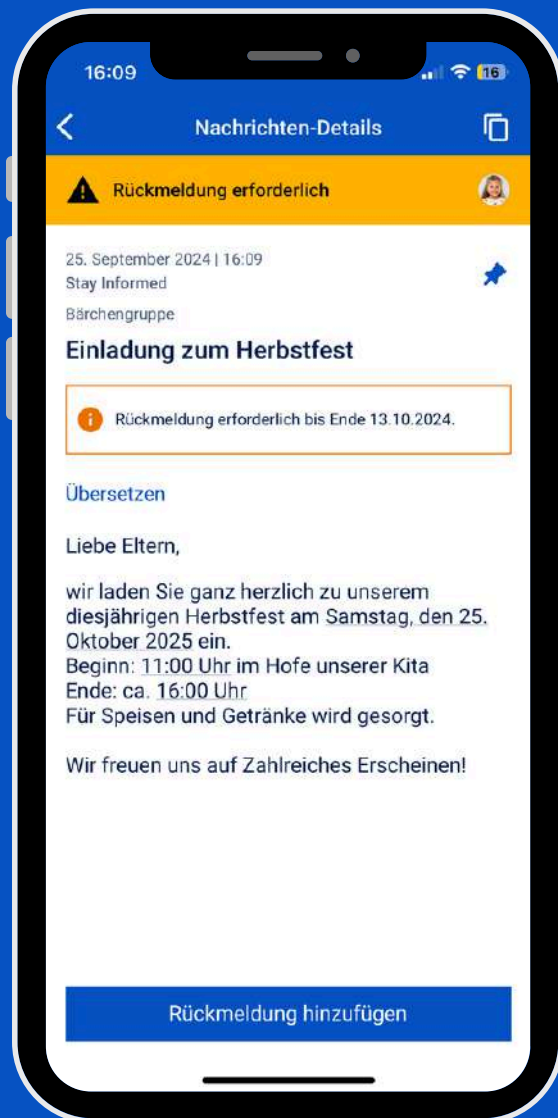 16:09
16
Nachrichten-Details
Rückmeldung erforderlich
25. September 2024 | 16:09
Stay Informed
Bärchengruppe
Einladung zum Herbstfest
Rückmeldung erforderlich bis Ende 13.10.2024.
Übersetzen
Liebe Eltern,
wir laden Sie ganz herzlich zu unserem
diesjährigen Herbstfest am Samstag, den 25.
Oktober 2025 ein.
Beginn: 11:00 Uhr im Hofe unserer Kita
Ende: ca. 16:00 Uhr
Für Speisen und Getränke wird gesorgt.
Wir freuen uns auf Zahlreiches Erscheinen!
Rückmeldung hinzufügen